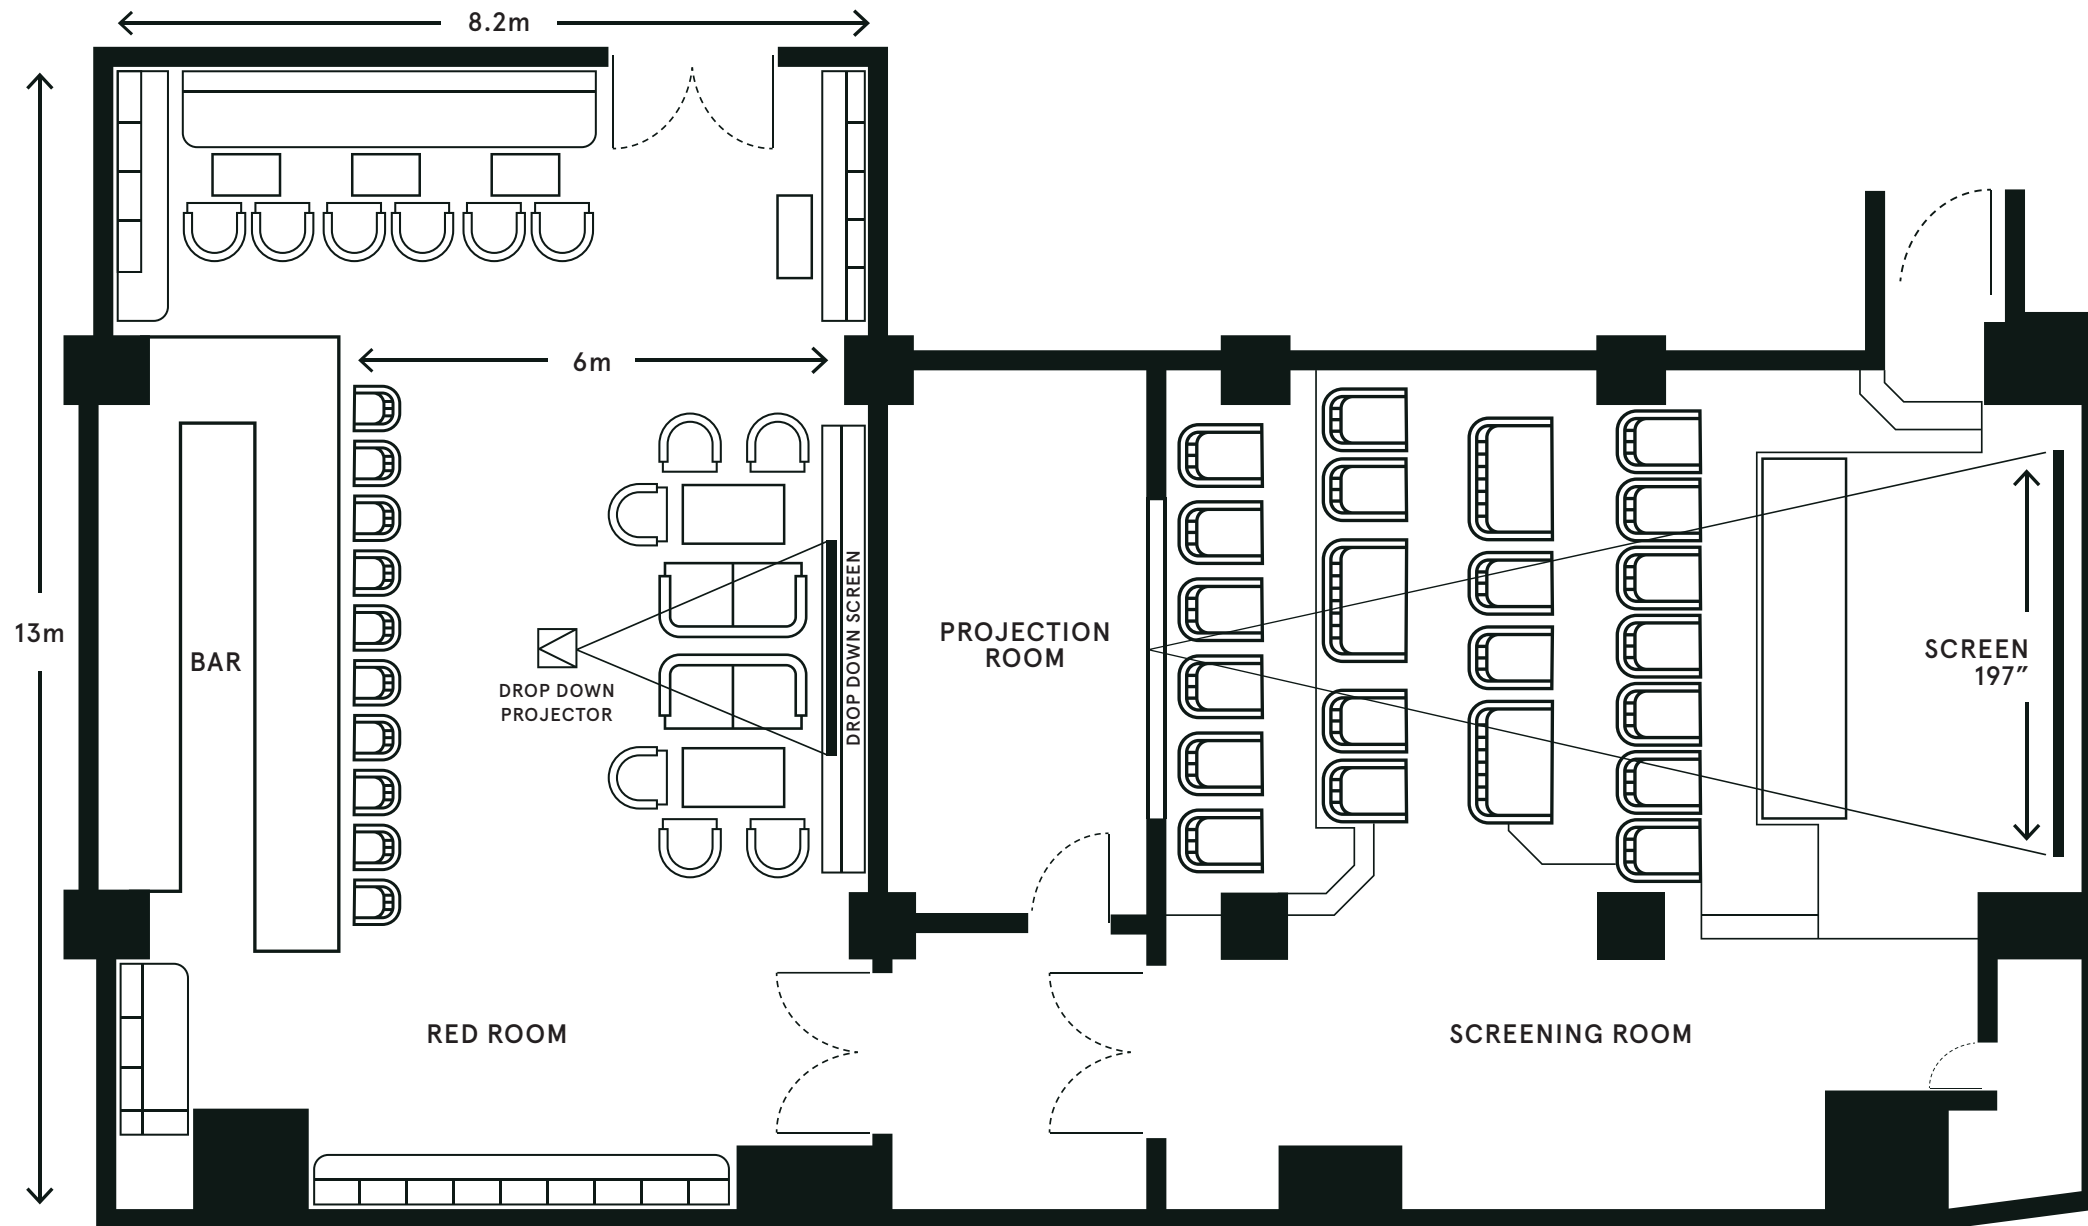 8.2m
6m
13m
BAR
DROP DOWN
PROJECTOR
DROP DOWN SCREEN
PROJECTION
ROOM
SCREEN
197”
RED ROOM
SCREENING ROOM